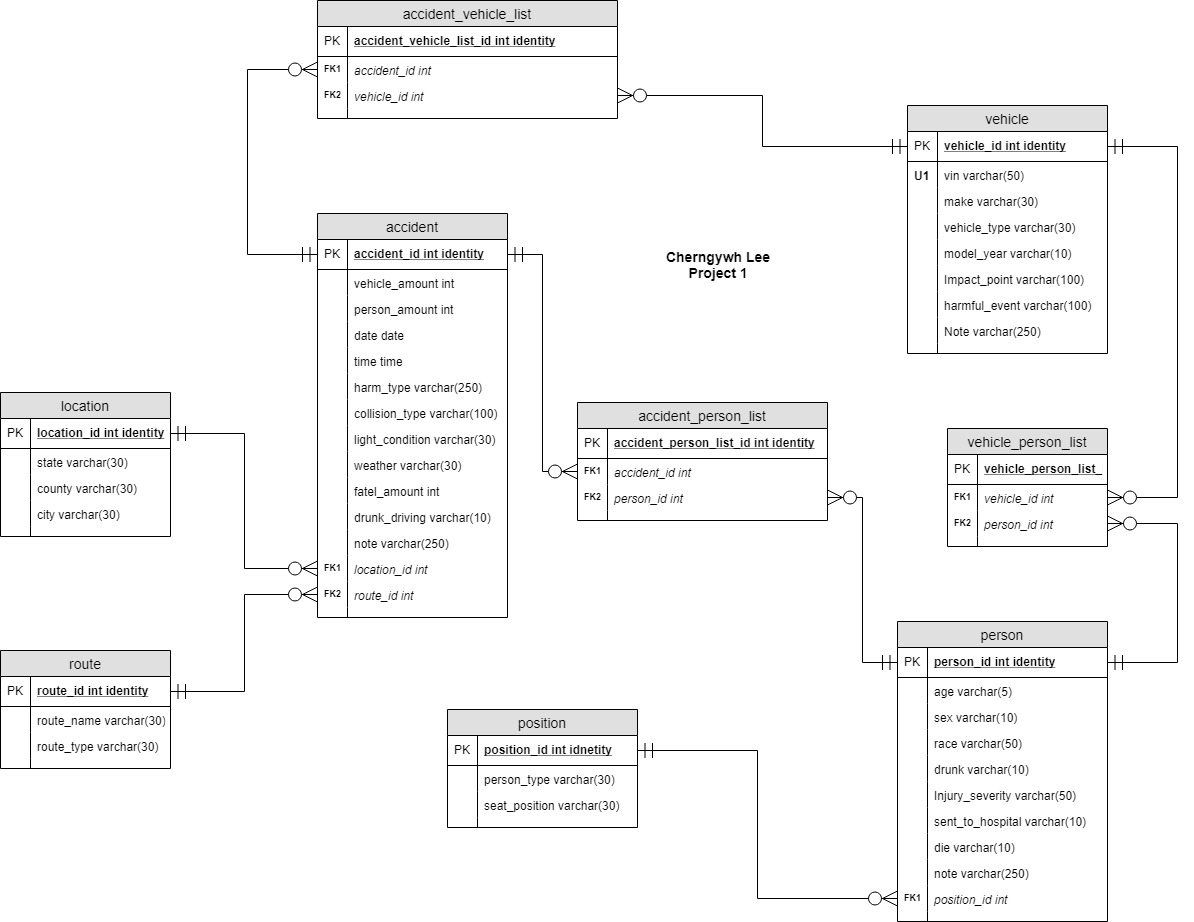 accident_vehicle_list
PK accident_vehicle_list_id int identity
FK1 accident_id int
FK2 vehicle_id int
vehicle
PK vehicle_id int identity
U1 vin varchar(50)
make varchar(30)
vehicle_type varchar(30)
model_year varchar(10)
Impact_point varchar(100)
harmful_event varchar(100)
Note varchar(250)
accident
PK accident_id int identity
vehicle_amount int
person_amount int
date date
time time
harm_type varchar(250)
collision_type varchar(100)
light_condition varchar(30)
weather varchar(30)
fatel_amount int
drunk_driving varchar(10)
note varchar(250)
FK1 location_id int
FK2 route_id int
Cherngywh Lee
Project 1
location
PK location_id int identity
state varchar(30)
county varchar(30)
city varchar(30)
accident_person_list
PK accident_person_list_id int identity
FK1 accident_id int
FK2 person_id int
vehicle_person_list
PK vehicle_person_list_
FK1 vehicle_id int
FK2 person_id int
route
PK route_id int identity
route_name varchar(30)
route_type varchar(30)
position
PK position_id int idnetity
person_type varchar(30)
seat_position varchar(30)
person
PK person_id int identity
age varchar(5)
sex varchar(10)
race varchar(50)
drunk varchar(10)
Injury_severity varchar(50)
sent_to_hospital varchar(10)
die varchar(10)
note varchar(250)
FK1 position_id int